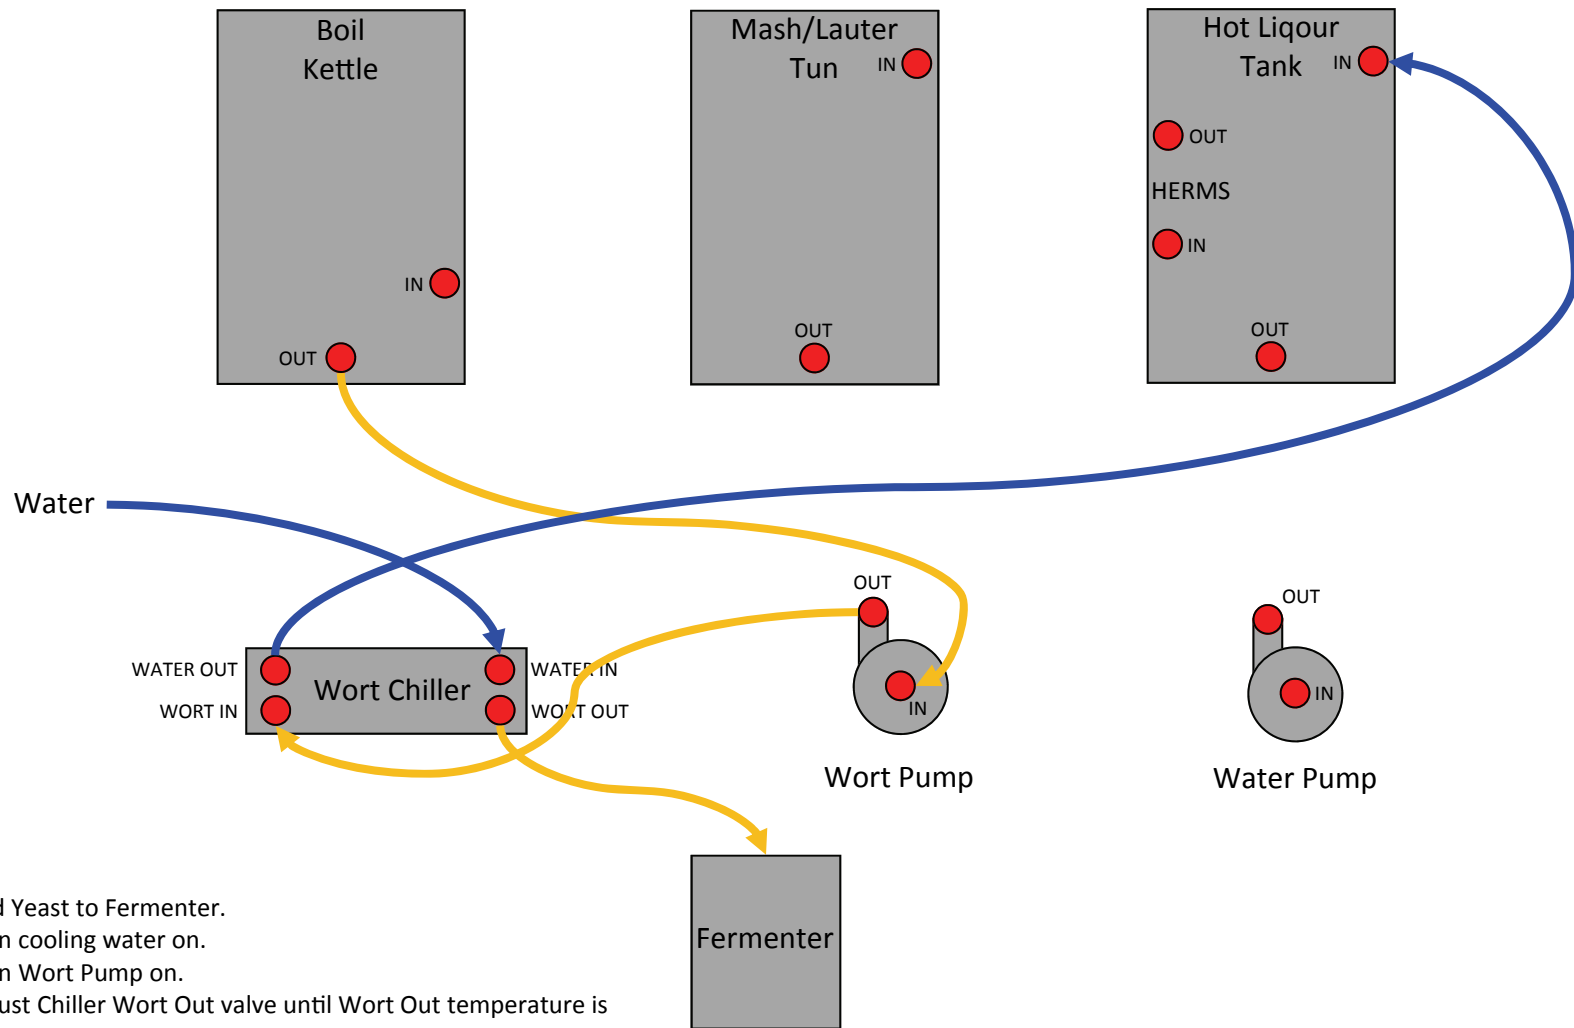 Boil
Kettle
IN
OUT
Mash/Lauter
Tun
IN
OUT
Hot Liqour
Tank
IN
OUT
HERMS
IN
OUT
Water
WATER OUT
WORT IN
Wort Chiller
WATER IN
WORT OUT
OUT
IN
Wort Pump
OUT
IN
Water Pump
Fermenter
Yeast to Fermenter.
cooling water on.
Wort Pump on.
Chiller Wort Out valve until Wort Out temperature is